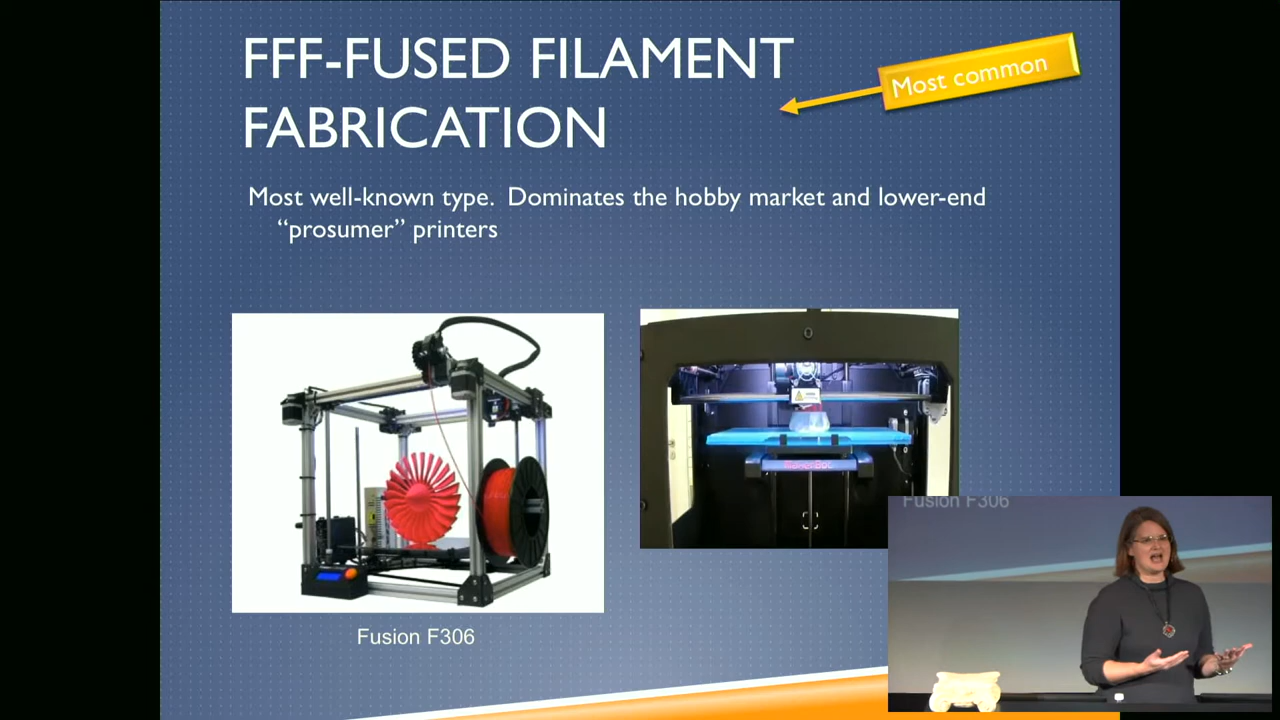 FFF-FUSED FILAMENT
FABRICATION
Most common
Most well-known type. Dominates the hobby market and lower-end
“prosumer” printers
MakerBot
Fusion F306
Fusion F306